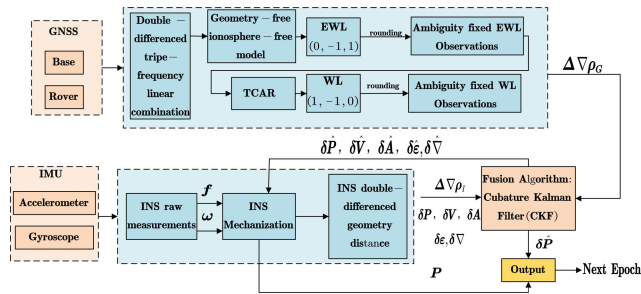 GNSS
Base
Rover
Double−
differenced
tripe−
frequency
linear
combination
Geometry−free
ionosphere−free
model
EWL
(0, −1, 1)
rounding
Ambiguity fixed EWL
Observations
TCAR
WL
(1, −1, 0)
rounding
Ambiguity fixed WL
Observations
Δ∇ρ_G
IMU
Accelerometer
Gyroscope
INS raw
measurements
f
ω
INS
Mechanization
INS double−
differenced
geometry
distance
δP̂, δV̂, δÂ, δε̂,δ∇̂
Δ∇ρ_I
δP, δV, δA
δε,δ∇
Fusion Algorithm:
Cubature Kalman
Filter(CKF)
δP̂
P
Output
Next Epoch